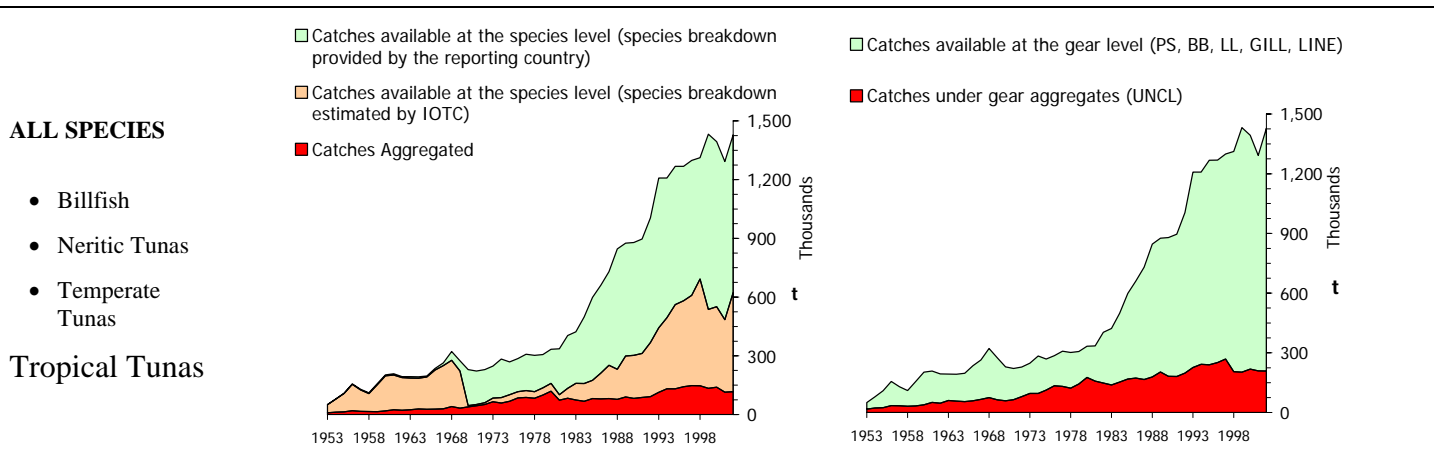 ALL SPECIES
• Billfish
• Neritic Tunas
• Temperate
Tunas
Tropical Tunas
Catches available at the species level (species breakdown
provided by the reporting country)
Catches available at the species level (species breakdown
estimated by IOTC)
Catches Aggregated
1,500
1,200
900
600
300
0
Thousands
t
1953 1958 1963 1968 1973 1978 1983 1988 1993 1998
Catches available at the gear level (PS, BB, LL, GILL, LINE)
Catches under gear aggregates (UNCL)
1,500
1,200
900
600
300
0
Thousands
t
1953 1958 1963 1968 1973 1978 1983 1988 1993 1998